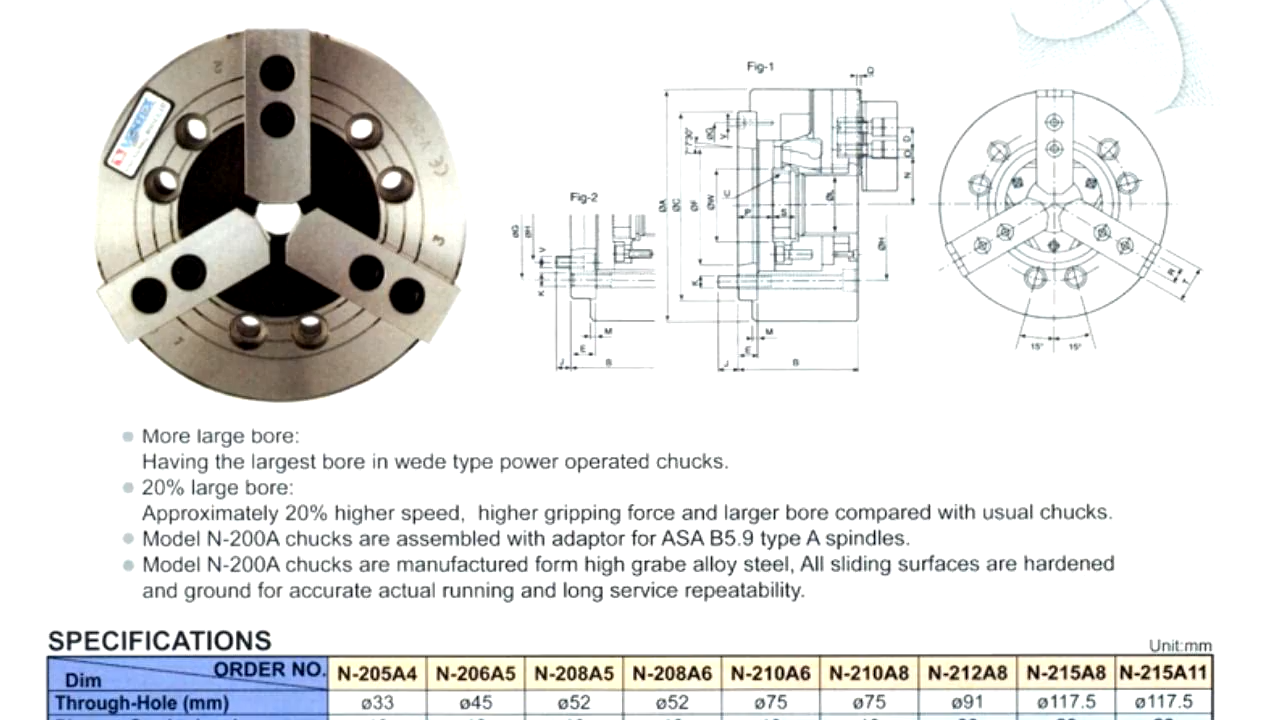 Fig-1
Fig-2
15° 15°
More large bore:
Having the largest bore in wede type power operated chucks.
20% large bore:
Approximately 20% higher speed, higher gripping force and larger bore compared with usual chucks.
Model N-200A chucks are assembled with adaptor for ASA B5.9 type A spindles.
Model N-200A chucks are manufactured form high grabe alloy steel, All sliding surfaces are hardened
and ground for accurate actual running and long service repeatability.
SPECIFICATIONS
Unit:mm
Dim ORDER NO. N-205A4 N-206A5 N-208A5 N-208A6 N-210A6 N-210A8 N-212A8 N-215A8 N-215A11
Through-Hole (mm) ø33 ø45 ø52 ø52 ø75 ø75 ø91 ø117.5 ø117.5